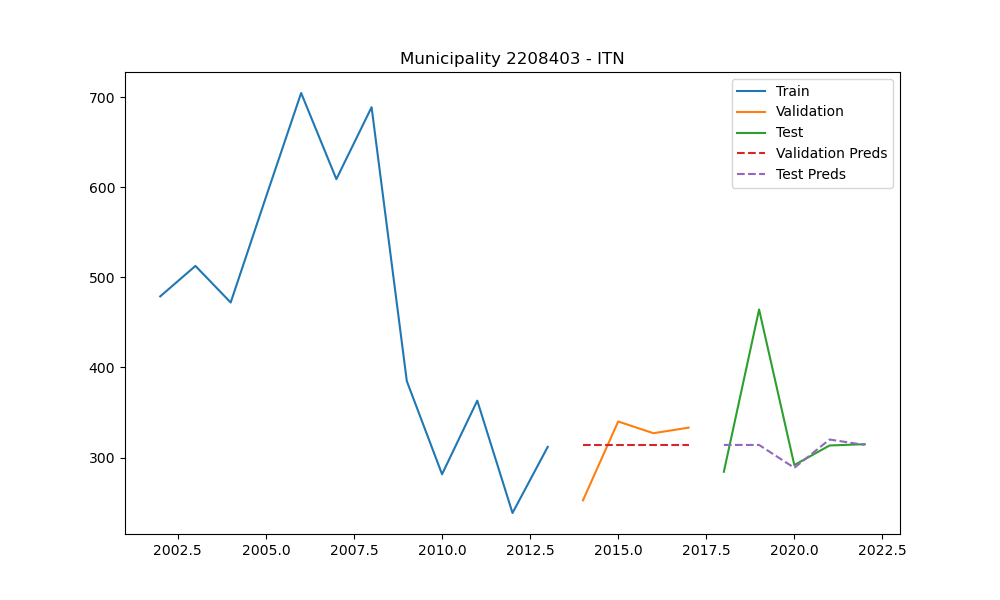 Municipality 2208403 - ITN
Train
Validation
Test
Validation Preds
Test Preds
700
600
500
400
300
2002.5 2005.0 2007.5 2010.0 2012.5 2015.0 2017.5 2020.0 2022.5